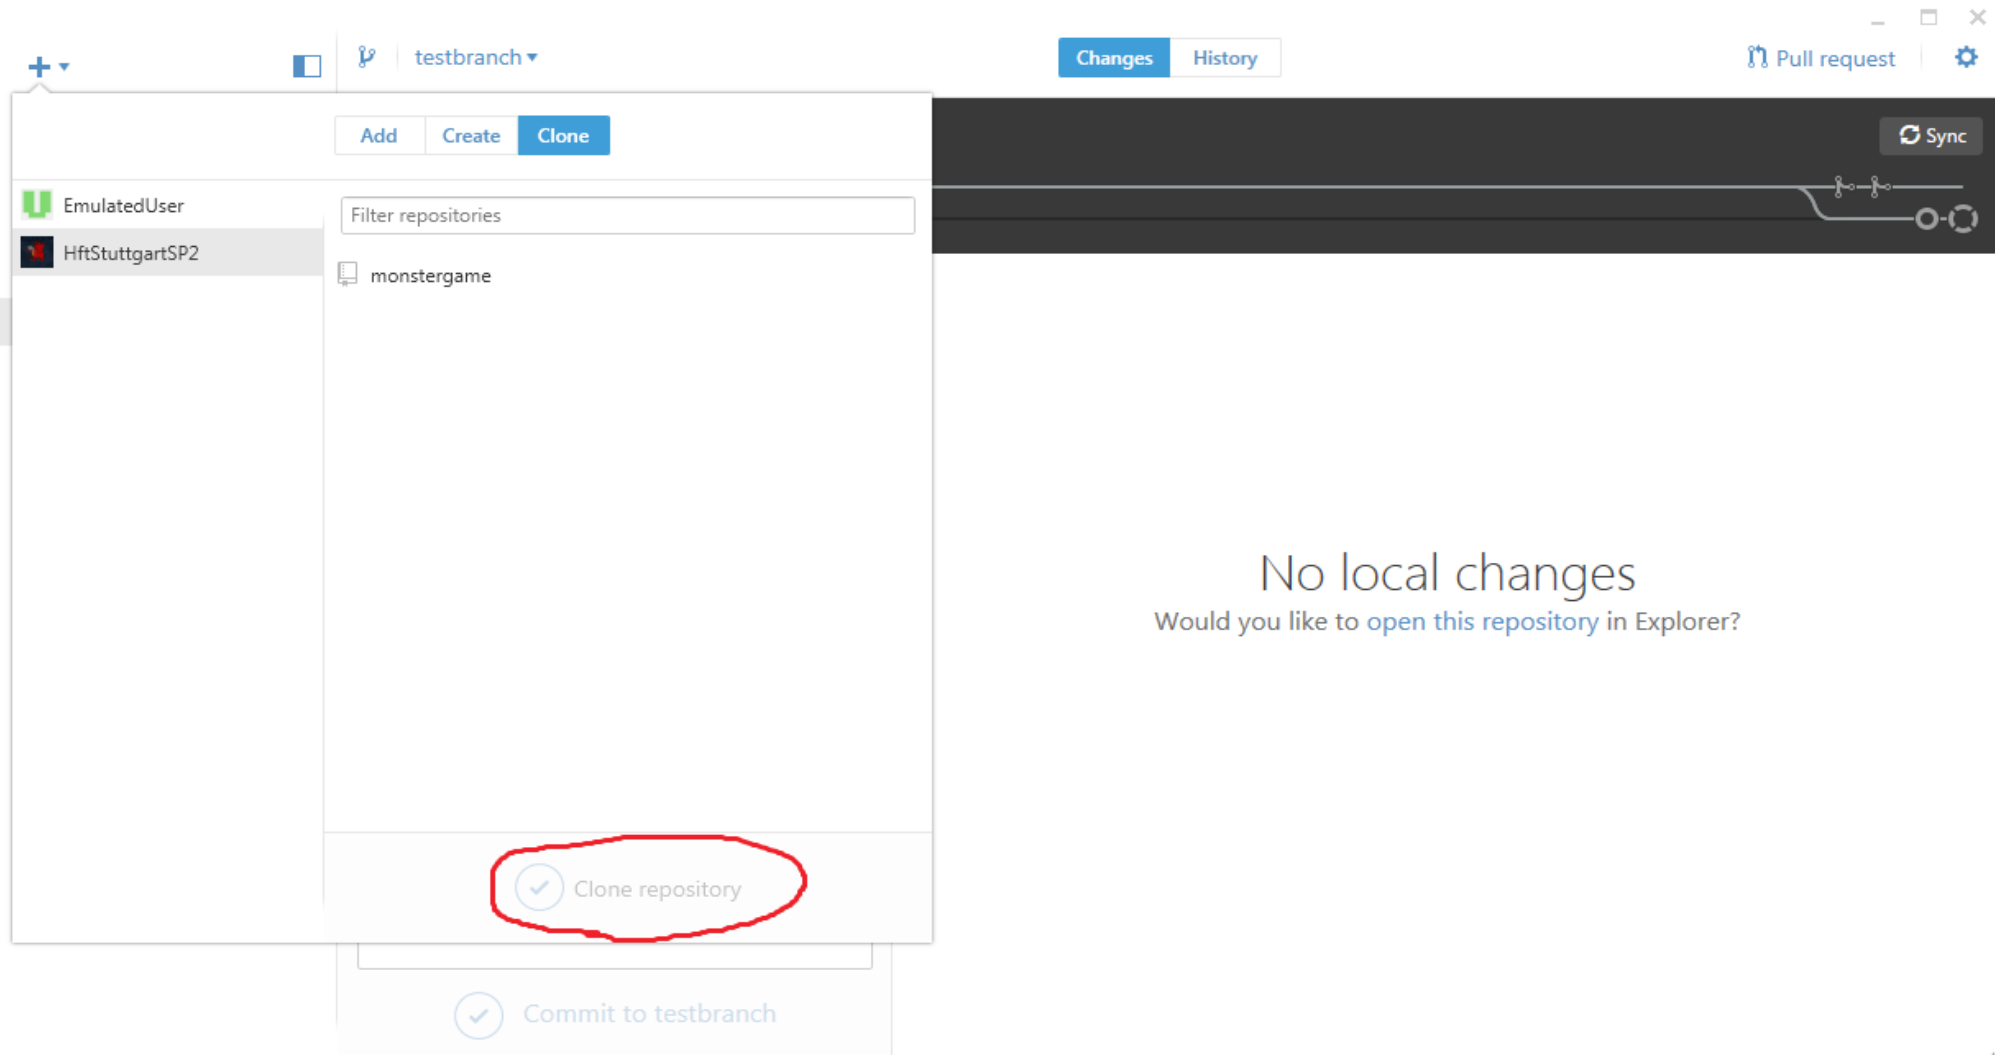 testbranch
Changes
History
Pull request
Add
Create
Clone
Sync
EmulatedUser
HftStuttgartSP2
Filter repositories
monstergame
No local changes
Would you like to open this repository in Explorer?
Clone repository
Commit to testbranch